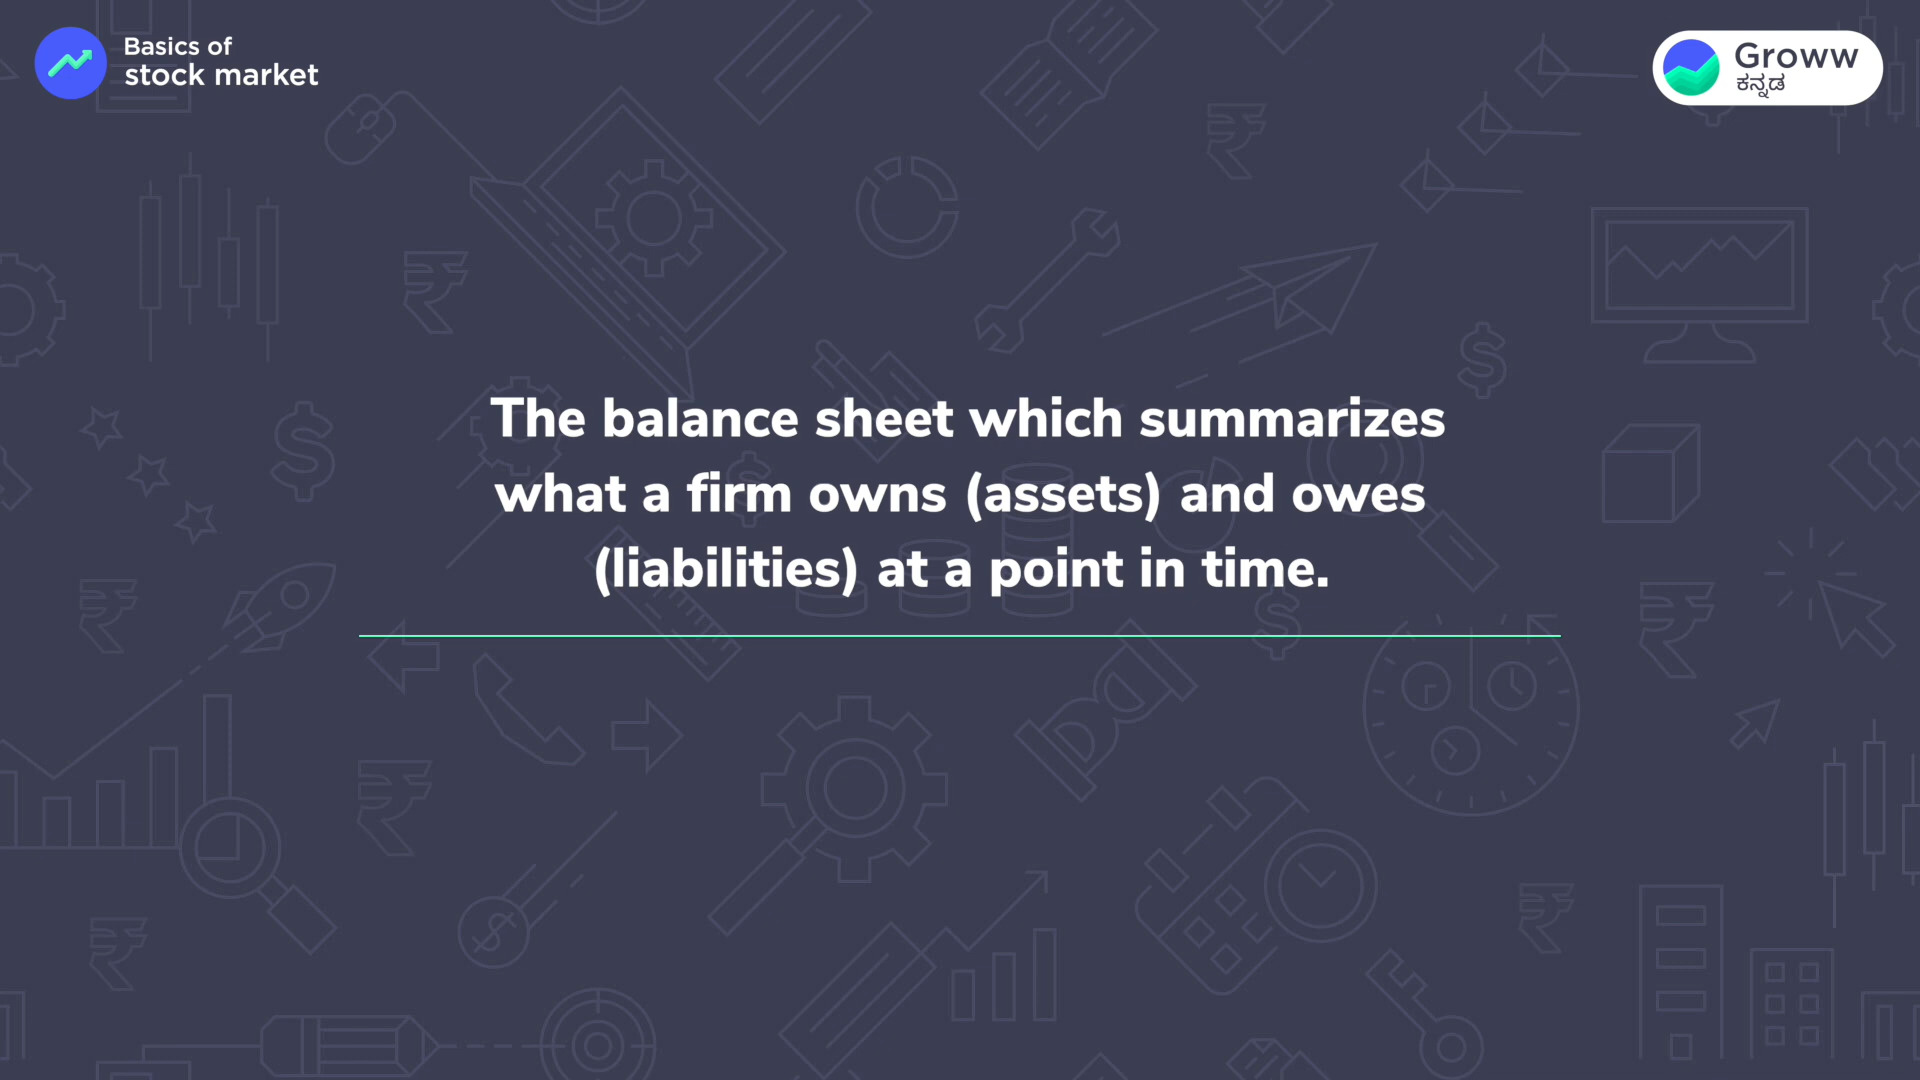 Basics of
stock market
Groww
ಕನ್ನಡ
The balance sheet which summarizes
what a firm owns (assets) and owes
(liabilities) at a point in time.